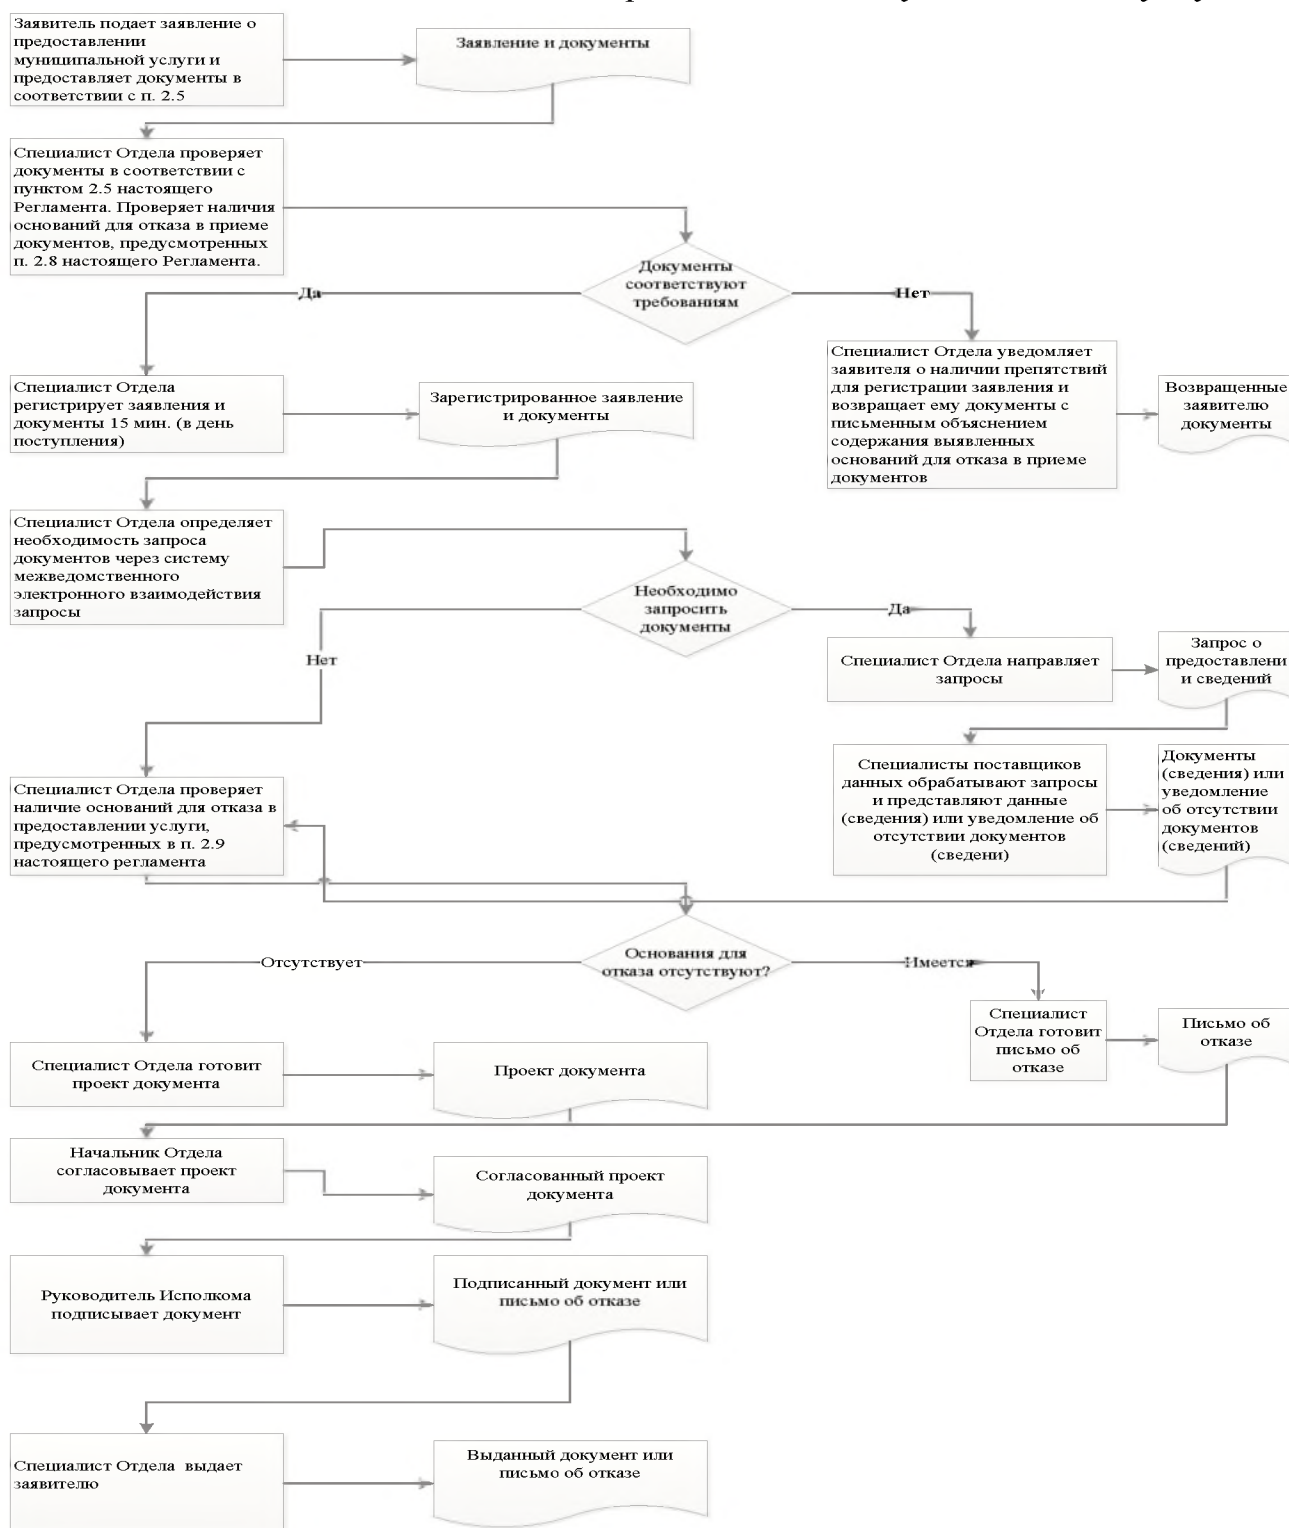 Заявитель подает заявление о
предоставлении
муниципальной услуги и
предоставляет документы в
соответствии с п. 2.5
Заявление и документы
Специалист Отдела проверяет
документы в соответствии с
пунктом 2.5 настоящего
Регламента. Проверяет наличия
оснований для отказа в приеме
документов, предусмотренных
п. 2.8 настоящего Регламента.
Документы
соответствуют
требованиям
Да
Нет
Специалист Отдела уведомляет
заявителя о наличии препятствий
для регистрации заявления и
возвращает ему документы с
письменным объяснением
содержания выявленных
оснований для отказа в приеме
документов
Возвращенные
заявителю
документы
Специалист Отдела
регистрирует заявления и
документы 15 мин. (в день
поступления)
Зарегистрированное заявление
и документы
Специалист Отдела определяет
необходимость запроса
документов через систему
межведомственного
электронного взаимодействия
запросы
Необходимо
запросить
документы
Да
Нет
Специалист Отдела направляет
запросы
Запрос о
предоставлени
и сведений
Специалисты поставщиков
данных обрабатывают запросы
и представляют данные
(сведения) или уведомление об
отсутствии документов
(сведени)
Документы
(сведения) или
уведомление
об отсутствии
документов
(сведений)
Специалист Отдела проверяет
наличие оснований для отказа в
предоставлении услуги,
предусмотренных в п. 2.9
настоящего регламента
Основания для
отказа отсутствуют?
Отсутствует
Имеется
Специалист
Отдела готовит
письмо об
отказе
Письмо об
отказе
Специалист Отдела готовит
проект документа
Проект документа
Начальник Отдела
согласовывает проект
документа
Согласованный проект
документа
Руководитель Исполкома
подписывает документ
Подписанный документ или
письмо об отказе
Специалист Отдела  выдает
заявителю
Выданный документ или
письмо об отказе